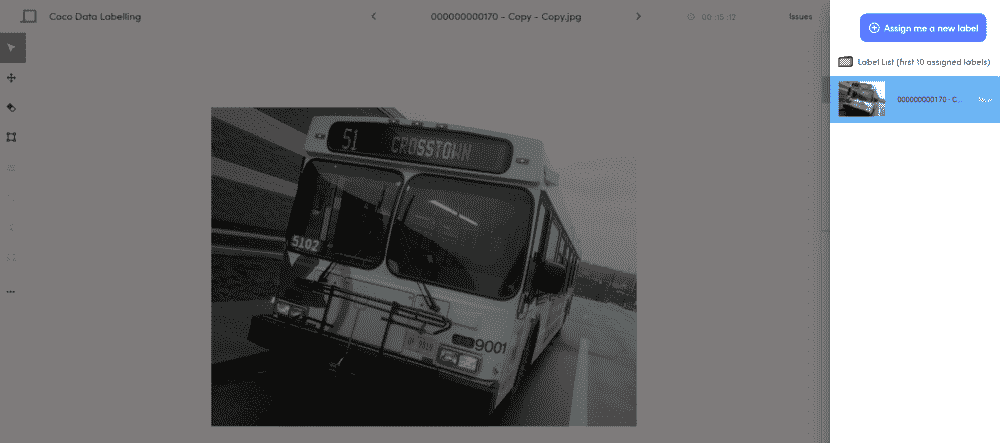 Coco Data Labelling
000000000170 - Copy - Copy.jpg
00:15:12
Issues
Assign me a new label
Label List (first 10 assigned labels)
000000000170 - C...
51 CROSSTOWN
5102
9001